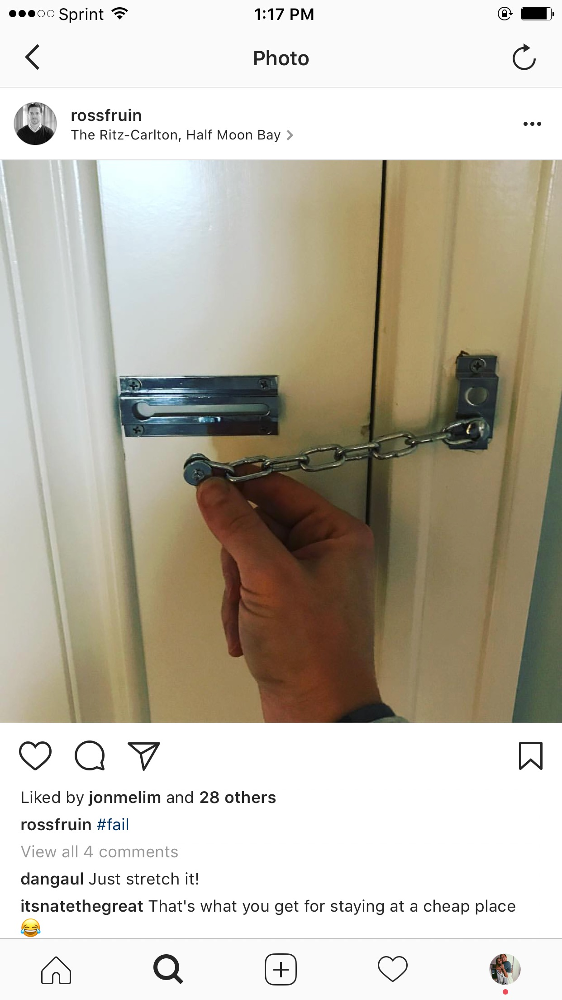 Sprint 1:17 PM
Photo
rossfruin
The Ritz-Carlton, Half Moon Bay
Liked by jonmelim and 28 others
rossfruin #fail
View all 4 comments
dangaul Just stretch it!
itsnatethegreat That's what you get for staying at a cheap place
😂